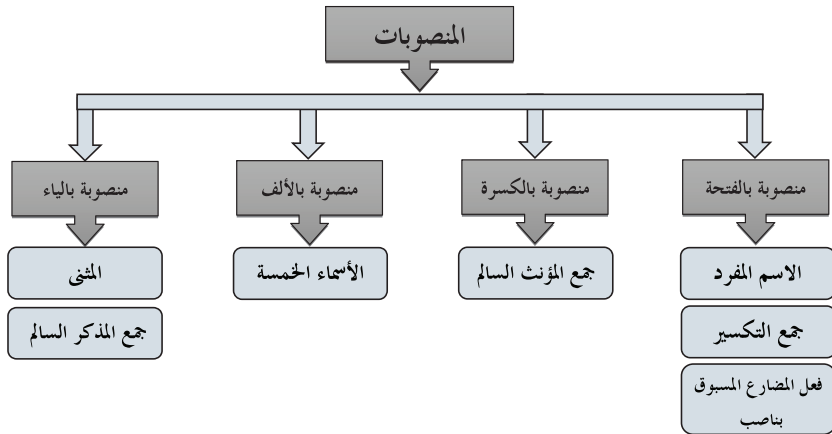 المنصوبات
منصوبة بالفتحة
منصوبة بالكسرة
منصوبة بالألف
منصوبة بالياء
الاسم المفرد
جمع المؤنث السالم
الأسماء الخمسة
المثنى
جمع التكسير
جمع المذكر السالم
فعل المضارع المسبوق
بناصب